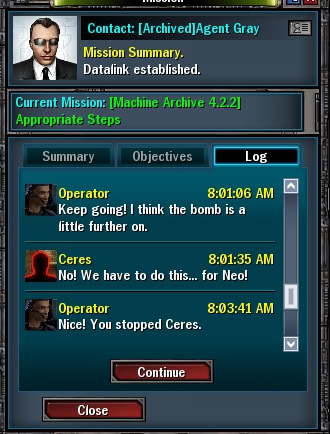 Mission
Contact: [Archived]Agent Gray
Mission Summary.
Datalink established.
Current Mission: [Machine Archive 4.2.2]
Appropriate Steps
Summary Objectives Log
Operator 8:01:06 AM
Keep going! I think the bomb is a
little further on.
Ceres 8:01:35 AM
No! We have to do this... for Neo!
Operator 8:03:41 AM
Nice! You stopped Ceres.
Continue
Close